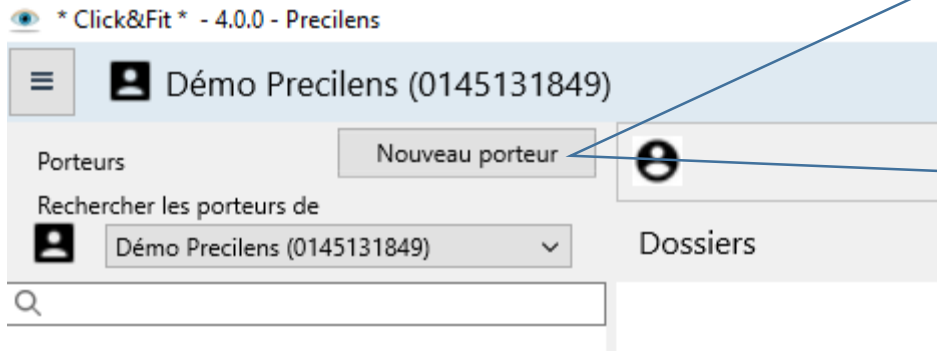 * Click&Fit * - 4.0.0 - Precilens
Démo Precilens (0145131849)
Porteurs
Nouveau porteur
Rechercher les porteurs de
Démo Precilens (0145131849)
Dossiers